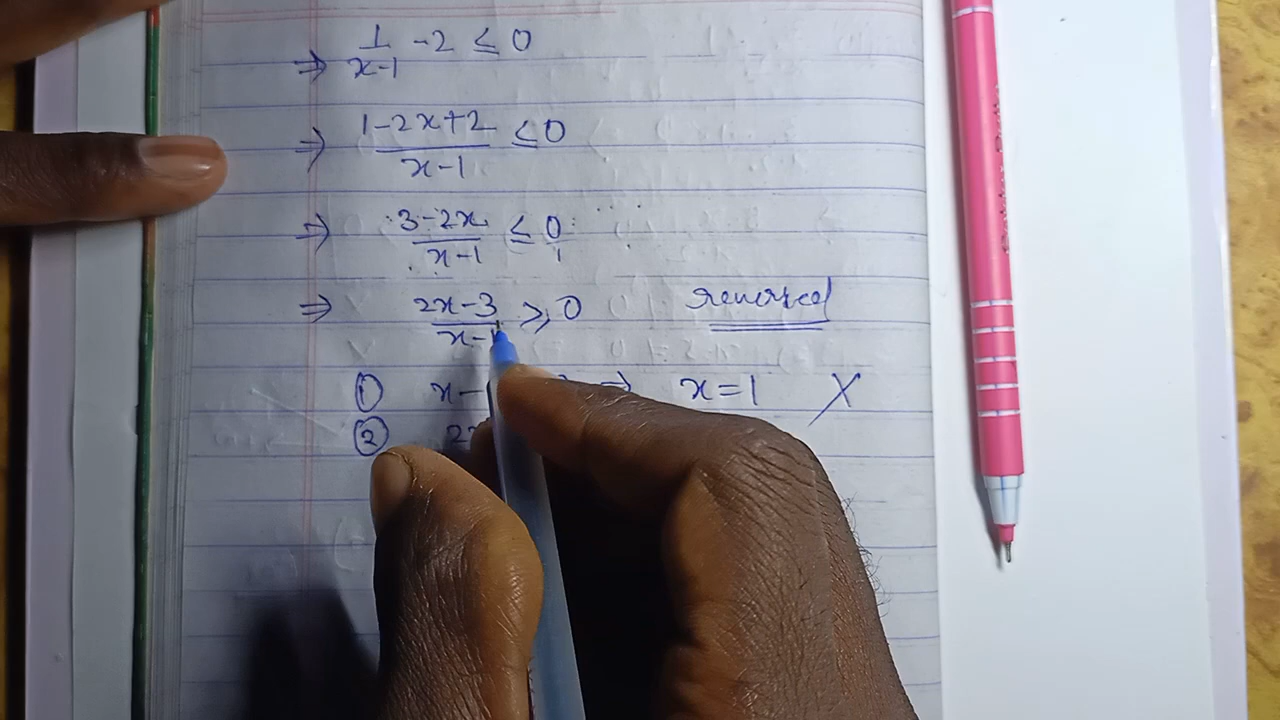 ⇒ 1/(x-1) -2 ≤ 0
⇒ (1-2x+2)/(x-1) ≤ 0
⇒ (3-2x)/(x-1) ≤ 0
⇒ (2x-3)/(x-1) ≥ 0 reversed
① x- ⇒ x=1 X
②